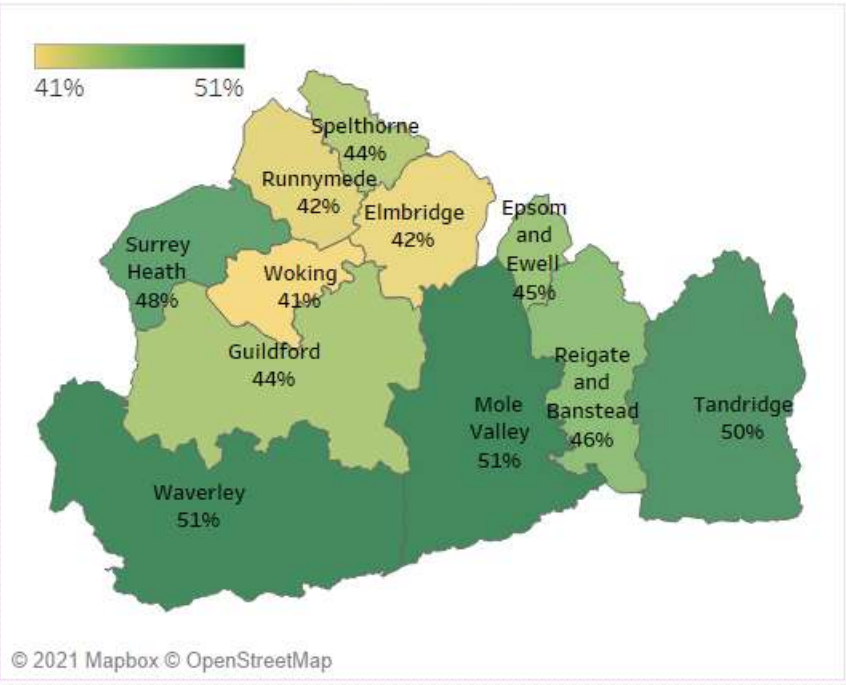 41% 51%
Spelthorne
44%
Runnymede
42%
Elmbridge
42%
Epsom
and
Ewell
45%
Surrey
Heath
48%
Woking
41%
Guildford
44%
Reigate
and
Banstead
46%
Mole
Valley
51%
Tandridge
50%
Waverley
51%
© 2021 Mapbox © OpenStreetMap